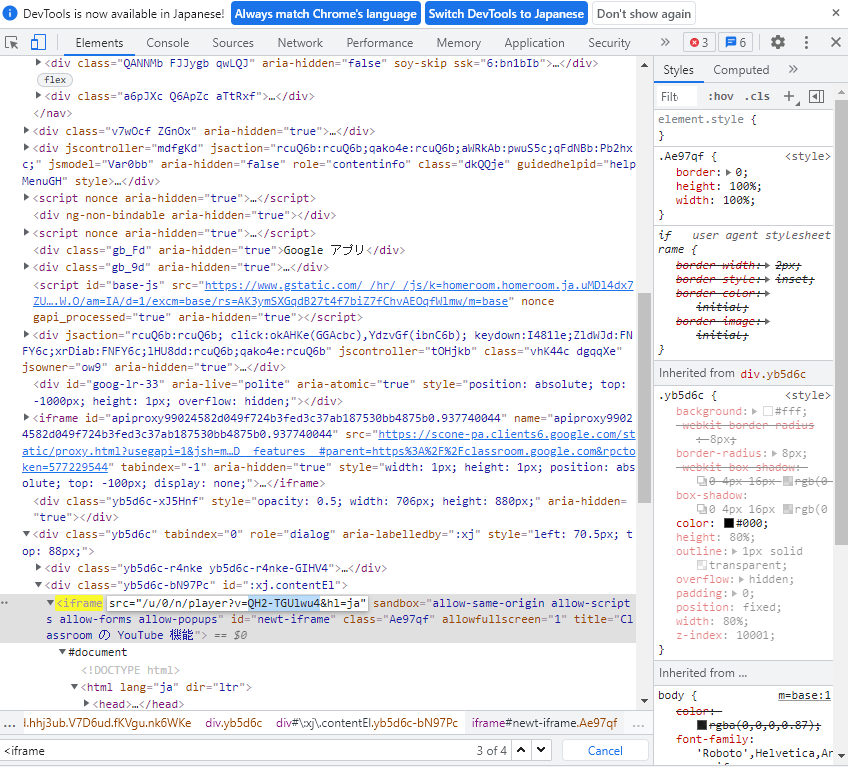 DevTools is now available in Japanese! Always match Chrome's language Switch DevTools to Japanese Don't show again
Elements Console Sources Network Performance Memory Application Security » 3 6
<div class="QANNMb FJJygb qwLQJ" aria-hidden="false" soy-skip ssk="6:bn1bIb">…</div>
flex
<div class="a6pJXc Q6ApZc aTtRxf">…</div>
</nav>
<div class="v7wOcf ZGnOx" aria-hidden="true">…</div>
<div jscontroller="mdfgKd" jsaction="rcuQ6b:rcuQ6b;qako4e:rcuQ6b;aWRkAb:pwuS5c;qFdNBb:Pb2hx
c;" jsmodel="Var0bb" aria-hidden="false" role="contentinfo" class="dkQQje" guidedhelpid="help
MenuGH" style>…</div>
<script nonce aria-hidden="true">…</script>
<div ng-non-bindable aria-hidden="true"></div>
<script nonce aria-hidden="true">…</script>
<div class="gb_Fd" aria-hidden="true">Google アプリ</div>
<div class="gb_9d" aria-hidden="true">…</div>
<script id="base-js" src="https://www.gstatic.com/_/hr/_/js/k=homeroom.homeroom.ja.uMDl4dx7
ZU….W.O/am=IA/d=1/excm=base/rs=AK3ymSXGqdB27t4f7biZ7fChvAEOqfWlmw/m=base" nonce
gapi_processed="true" aria-hidden="true"></script>
<div jsaction="rcuQ6b:rcuQ6b; click:okAHKe(GGAcbc),YdzvGf(ibnC6b); keydown:I481le;ZldWJd:FN
FY6c;xrDiab:FNFY6c;lHU8dd:rcuQ6b;qako4e:rcuQ6b" jscontroller="tOHjkb" class="vhK44c dgqqXe"
jsowner="ow9" aria-hidden="true">…</div>
<div id="goog-lr-33" aria-live="polite" aria-atomic="true" style="position: absolute; top:
-1000px; height: 1px; overflow: hidden;"></div>
<iframe id="apiproxy99024582d049f724b3fed3c37ab187530bb4875b0.937740044" name="apiproxy9902
4582d049f724b3fed3c37ab187530bb4875b0.937740044" src="https://scone-pa.clients6.google.com/st
atic/proxy.html?usegapi=1&jsh=m…D__features__#parent=https%3A%2F%2Fclassroom.google.com&rpcto
ken=577229544" tabindex="-1" aria-hidden="true" style="width: 1px; height: 1px; position: abs
olute; top: -100px; display: none;">…</iframe>
<div class="yb5d6c-xJ5Hnf" style="opacity: 0.5; width: 706px; height: 880px;" aria-hidden=
"true"></div>
<div class="yb5d6c" tabindex="0" role="dialog" aria-labelledby=":xj" style="left: 70.5px; t
op: 88px;">
<div class="yb5d6c-r4nke yb5d6c-r4nke-GIHV4">…</div>
<div class="yb5d6c-bN97Pc" id=":xj.contentEl">
<iframe src="/u/0/n/player?v=QH2-TGUlwu4&hl=ja" sandbox="allow-same-origin allow-script
s allow-forms allow-popups" id="newt-iframe" class="Ae97qf" allowfullscreen="1" title="Cl
assroom の YouTube 機能"> == $0
#document
<!DOCTYPE html>
<html lang="ja" dir="ltr">
<head>…</head>
… l.hhj3ub.V7D6ud.fKVgu.nk6WKe div.yb5d6c div#\:xj\.contentEl.yb5d6c-bN97Pc iframe#newt-iframe.Ae97qf …
<iframe 3 of 4 Cancel
Styles Computed »
Filt :hov .cls +
element.style {
}
.Ae97qf { <style>
border: 0;
height: 100%;
width: 100%;
}
if user agent stylesheet
rame {
border-width: 2px;
border-style: inset;
border-color:
initial;
border-image:
initial;
}
Inherited from div.yb5d6c
.yb5d6c { <style>
background: #fff;
-webkit-border-radius
: 8px;
border-radius: 8px;
-webkit-box-shadow:
0 4px 16px rgb(0
box-shadow:
0 4px 16px rgb(0
color: #000;
height: 80%;
outline: 1px solid
transparent;
overflow: hidden;
padding: 0;
position: fixed;
width: 80%;
z-index: 10001;
}
Inherited from ...
body { m=base:1
color:
rgba(0,0,0,0.87);
font-family:
'Roboto',Helvetica,Ar